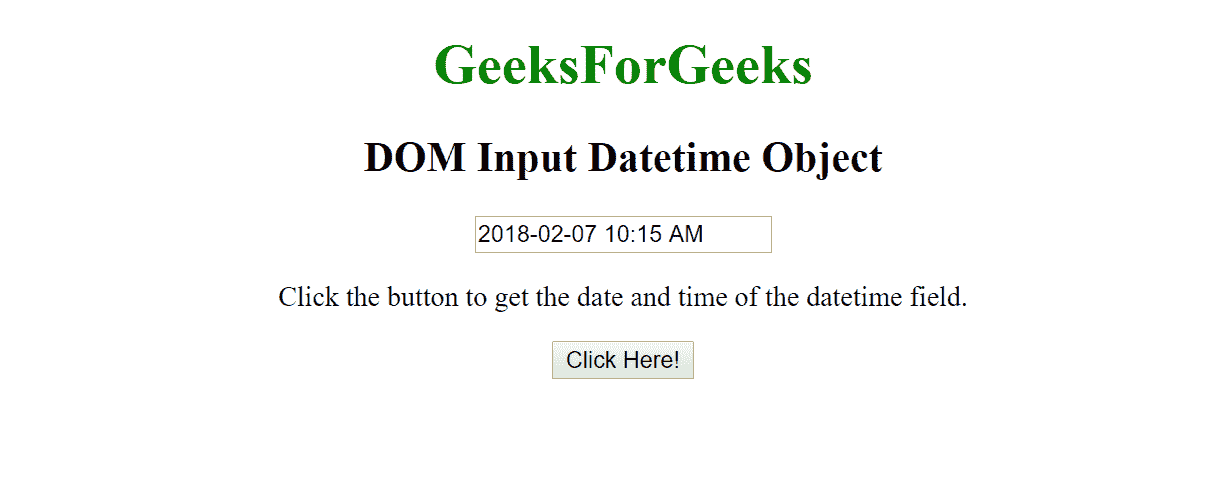 GeeksForGeeks
DOM Input Datetime Object
2018-02-07 10:15 AM
Click the button to get the date and time of the datetime field.
Click Here!